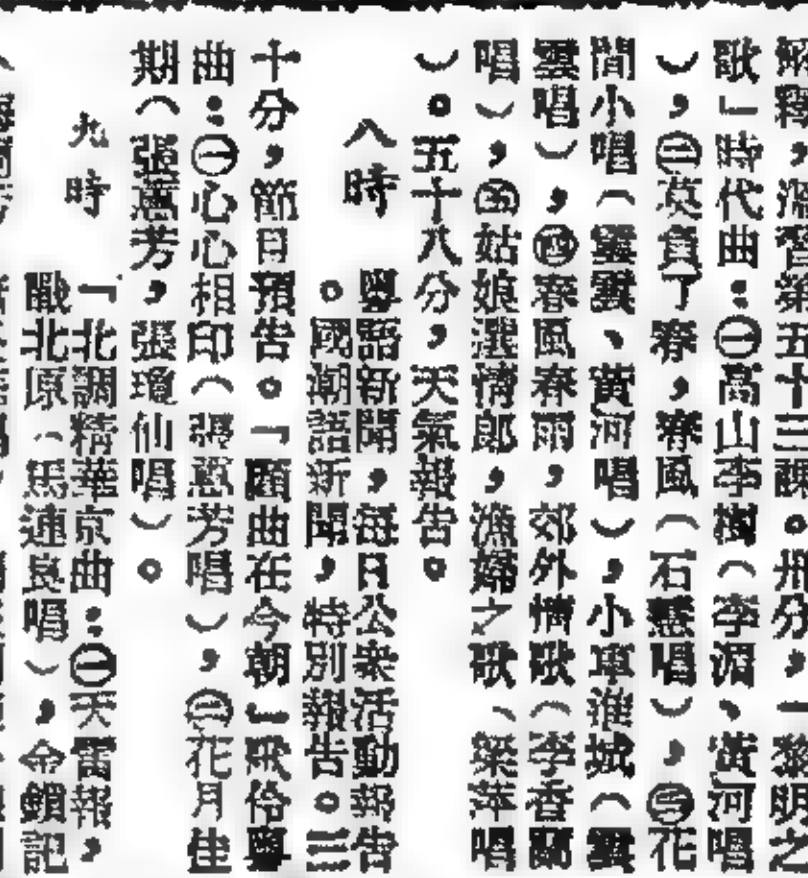 解釋，溫習第五十三課。卅分，「黎明之
歌」時代曲：㊀高山李樹（李湄、黃河唱
），㊁莫負了春，春風（石慧唱），㊂花
間小唱（雲雲、黃河唱），小車進城（雲
雲唱），㊃春風春雨，郊外情歌（李香蘭
唱），㊄姑娘選情郎，漁婦之歌、梁萍唱
）。五十八分，天氣報告。
八時
粵語新聞，每日公衆活動報告
。國潮語新聞，特別報告。三
十分，節目預告。「顧曲在今朝」歌伶粵
曲：㊀心心相印（張蕙芳唱），㊁花月佳
期（張蕙芳，張瓊仙唱）。
九時
「北調精華京曲：㊀天雷報，
戰北原（馬連良唱），金鎖記